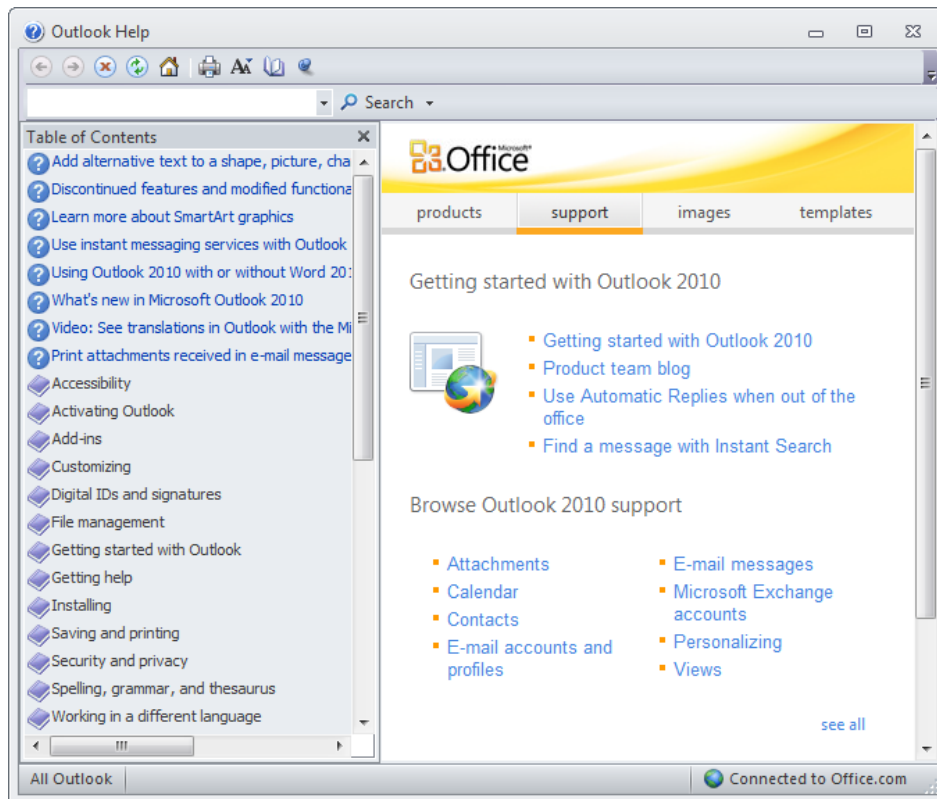 Outlook Help
Search
Table of Contents
Add alternative text to a shape, picture, cha
Discontinued features and modified functiona
Learn more about SmartArt graphics
Use instant messaging services with Outlook
Using Outlook 2010 with or without Word 201
What's new in Microsoft Outlook 2010
Video: See translations in Outlook with the Mi
Print attachments received in e-mail message
Accessibility
Activating Outlook
Add-ins
Customizing
Digital IDs and signatures
File management
Getting started with Outlook
Getting help
Installing
Saving and printing
Security and privacy
Spelling, grammar, and thesaurus
Working in a different language
Microsoft
Office
products support images templates
Getting started with Outlook 2010
Getting started with Outlook 2010
Product team blog
Use Automatic Replies when out of the
office
Find a message with Instant Search
Browse Outlook 2010 support
Attachments
Calendar
Contacts
E-mail accounts and
profiles
E-mail messages
Microsoft Exchange
accounts
Personalizing
Views
see all
All Outlook
Connected to Office.com